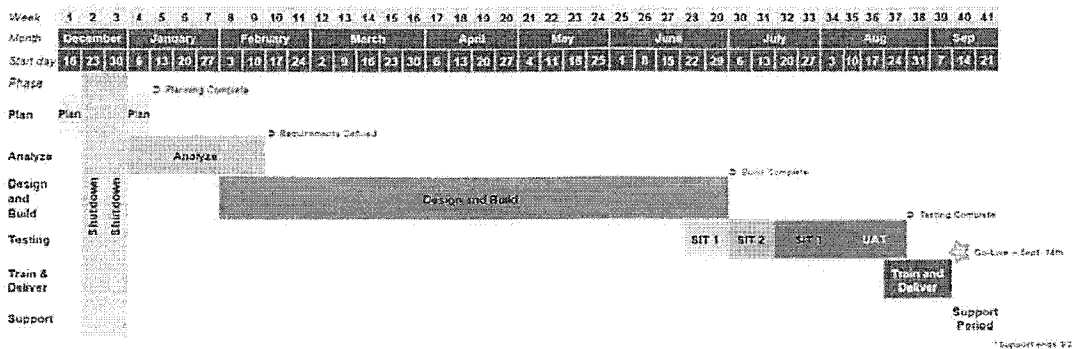 Week 1 2 3 4 5 6 7 8 9 10 11 12 13 14 15 16 17 18 19 20 21 22 23 24 25 26 27 28 29 30 31 32 33 34 35 36 37 38 39 40 41
Month December January February March April May June July Aug Sep
Start day 16 23 30 6 13 20 27 3 10 17 24 2 9 16 23 30 6 13 20 27 4 11 18 25 1 8 15 22 29 6 13 20 27 3 10 17 24 31 7 14 21
Phase
Planning Complete
Plan Plan Plan
Requirements Defined
Analyze Analyze
Build Complete
Design
and
Build
Design and Build
Shutdown
Shutdown
Testing Complete
Testing SIT 1 SIT 2 SIT 3 UAT
Go-Live - Sept. 14th
Train &
Deliver
Train and
Deliver
Support
Support
Period
*Support ends